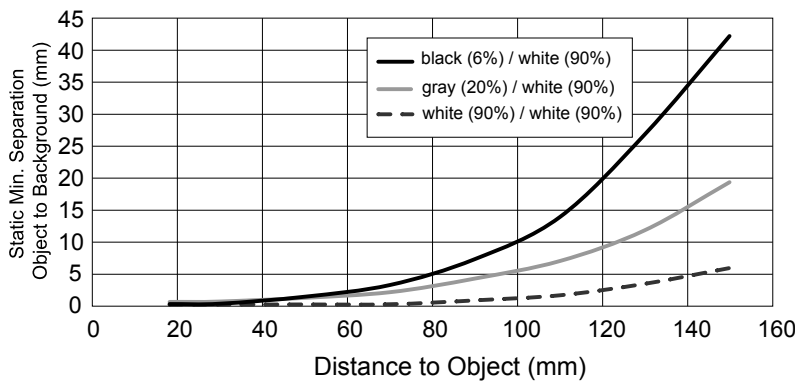 Static Min. Separation
Object to Background (mm)
45
40
35
30
25
20
15
10
5
0
black (6%) / white (90%)
gray (20%) / white (90%)
white (90%) / white (90%)
0 20 40 60 80 100 120 140 160
Distance to Object (mm)